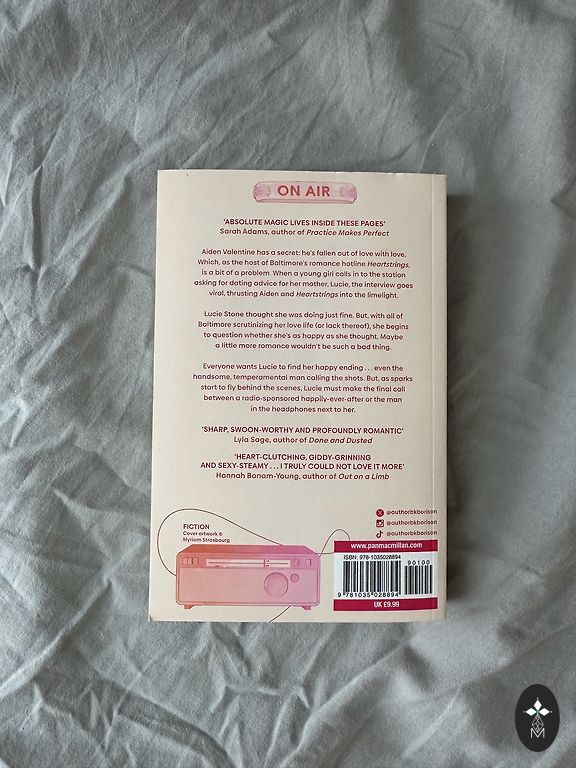 ON AIR
'ABSOLUTE MAGIC LIVES INSIDE THESE PAGES'
Sarah Adams, author of Practice Makes Perfect
Aiden Valentine has a secret: he's fallen out of love with love.
Which, as the host of Baltimore's romance hotline Heartstrings,
is a bit of a problem. When a young girl calls in to the station
asking for dating advice for her mother, Lucie, the interview goes
viral, thrusting Aiden and Heartstrings into the limelight.
Lucie Stone thought she was doing just fine. But, with all of
Baltimore scrutinizing her love life (or lack thereof), she begins
to question whether she's as happy as she thought. Maybe
a little more romance wouldn't be such a bad thing.
Everyone wants Lucie to find her happy ending . . . even the
handsome, temperamental man calling the shots. But, as sparks
start to fly behind the scenes, Lucie must make the final call
between a radio-sponsored happily-ever-after or the man
in the headphones next to her.
'SHARP, SWOON-WORTHY AND PROFOUNDLY ROMANTIC'
Lyla Sage, author of Done and Dusted
'HEART-CLUTCHING, GIDDY-GRINNING
AND SEXY-STEAMY . . . I TRULY COULD NOT LOVE IT MORE'
Hannah Bonam-Young, author of Out on a Limb
@authorbkborison
@authorbkborison
@authorbkborison
FICTION
Cover artwork ©
Myriam Strasbourg
www.panmacmillan.com
ISBN: 978-1035028894
90100
9 781035 028894
UK £9.99
M